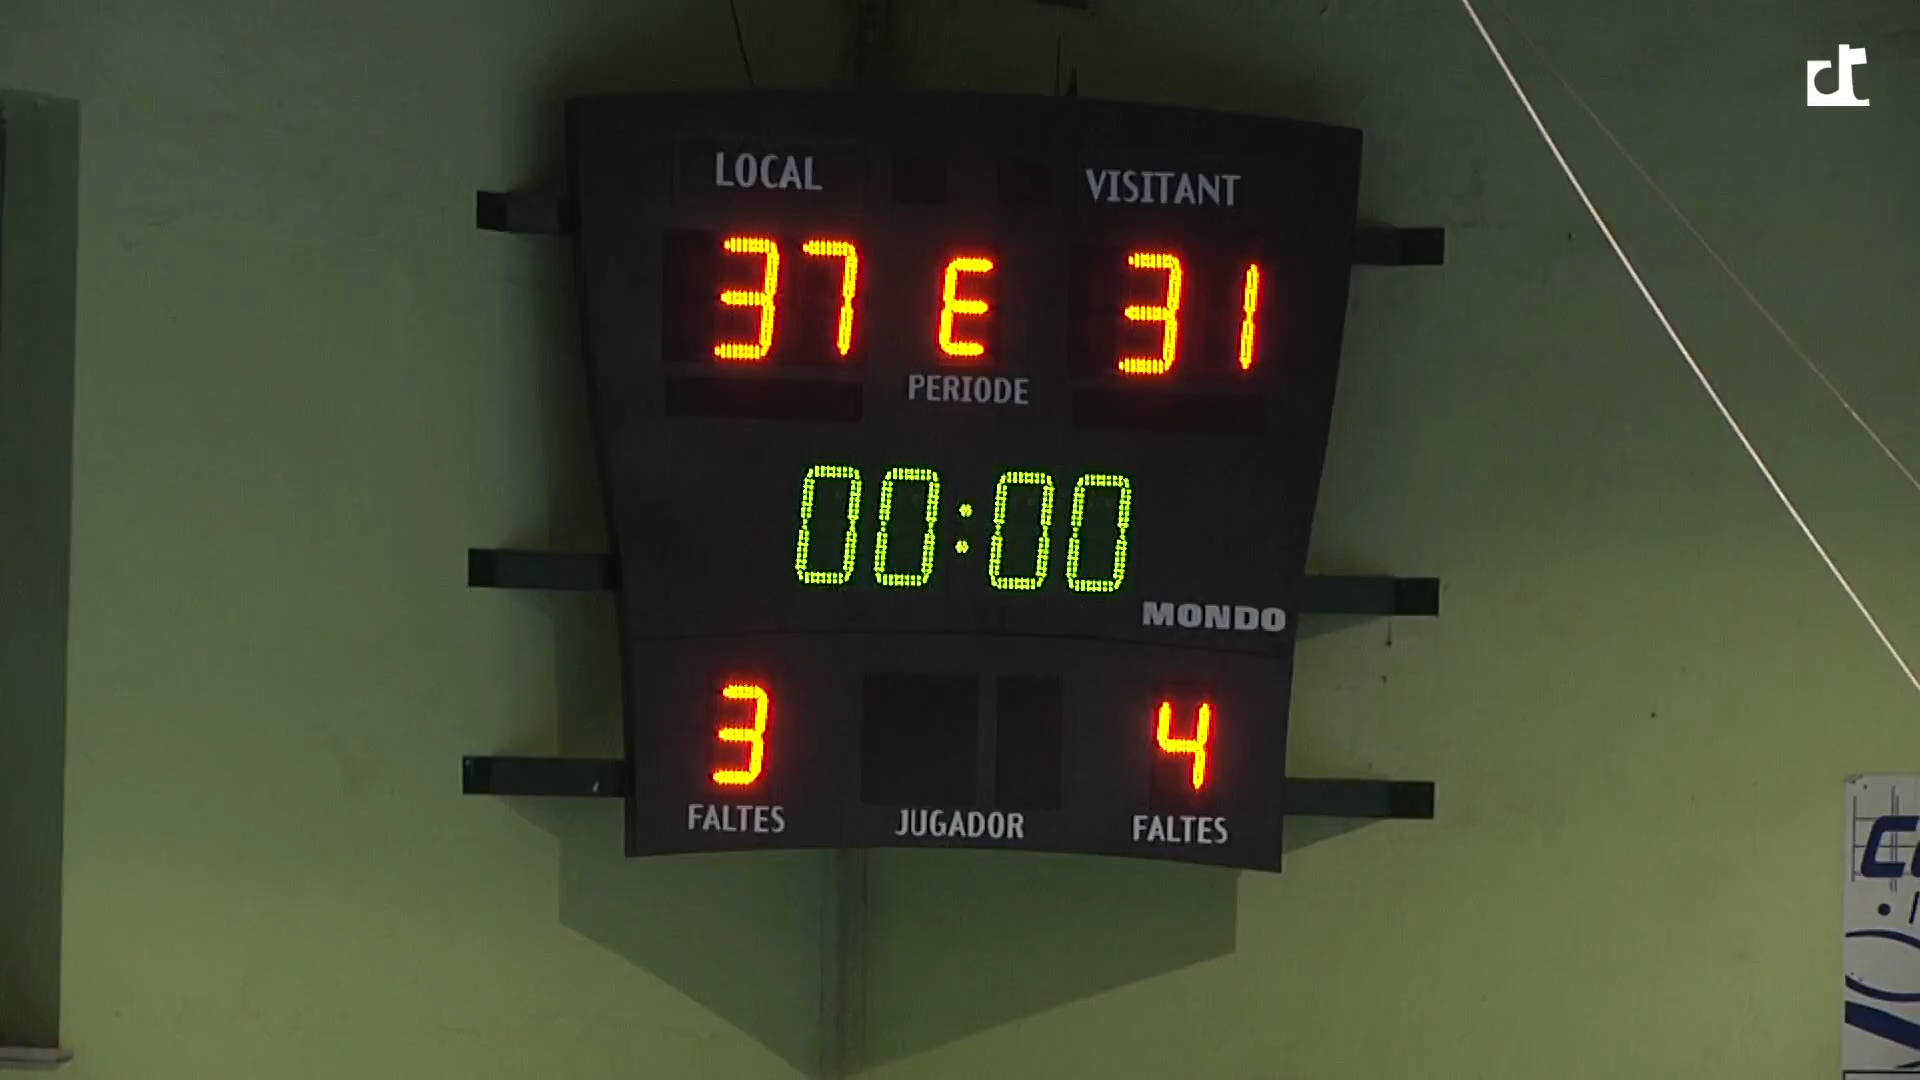 dt
LOCAL VISITANT
37 E 31
PERIODE
00:00
MONDO
3 4
FALTES JUGADOR FALTES